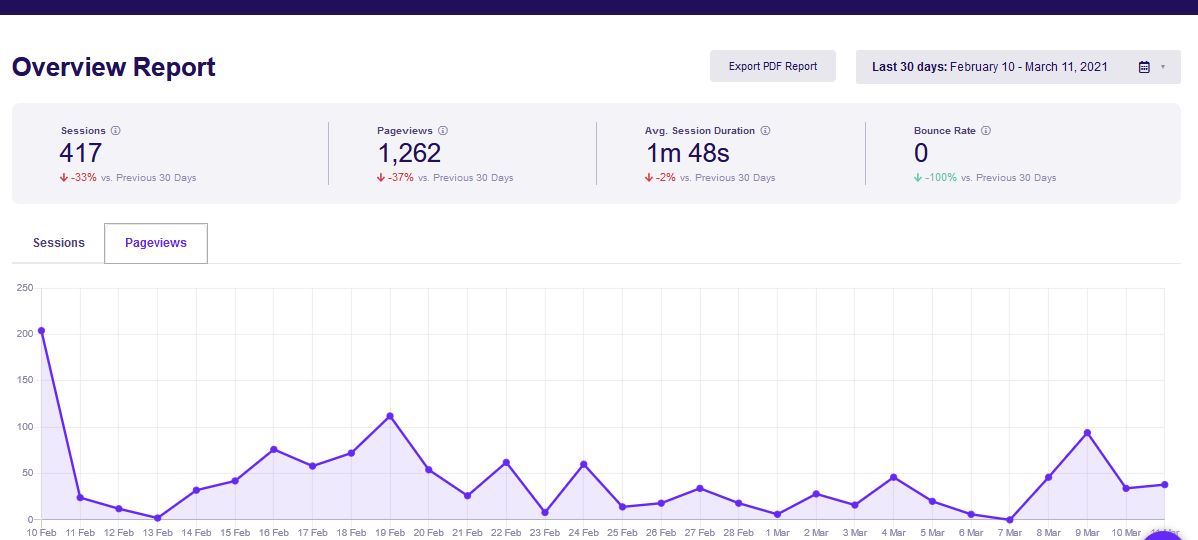 Overview Report
Export PDF Report
Last 30 days: February 10 - March 11, 2021
Sessions
417
-33% vs. Previous 30 Days
Pageviews
1,262
-37% vs. Previous 30 Days
Avg. Session Duration
1m 48s
-2% vs. Previous 30 Days
Bounce Rate
0
-100% vs. Previous 30 Days
Sessions Pageviews
250
200
150
100
50
0
10 Feb 11 Feb 12 Feb 13 Feb 14 Feb 15 Feb 16 Feb 17 Feb 18 Feb 19 Feb 20 Feb 21 Feb 22 Feb 23 Feb 24 Feb 25 Feb 26 Feb 27 Feb 28 Feb 1 Mar 2 Mar 3 Mar 4 Mar 5 Mar 6 Mar 7 Mar 8 Mar 9 Mar 10 Mar